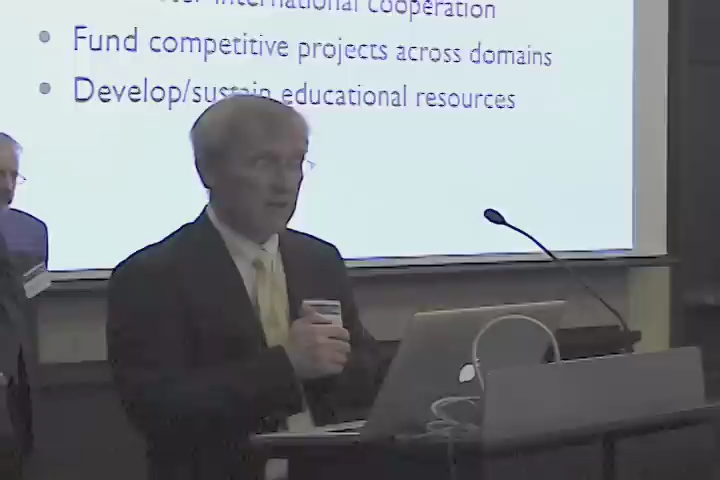 international cooperation
Fund competitive projects across domains
Develop/sustain educational resources